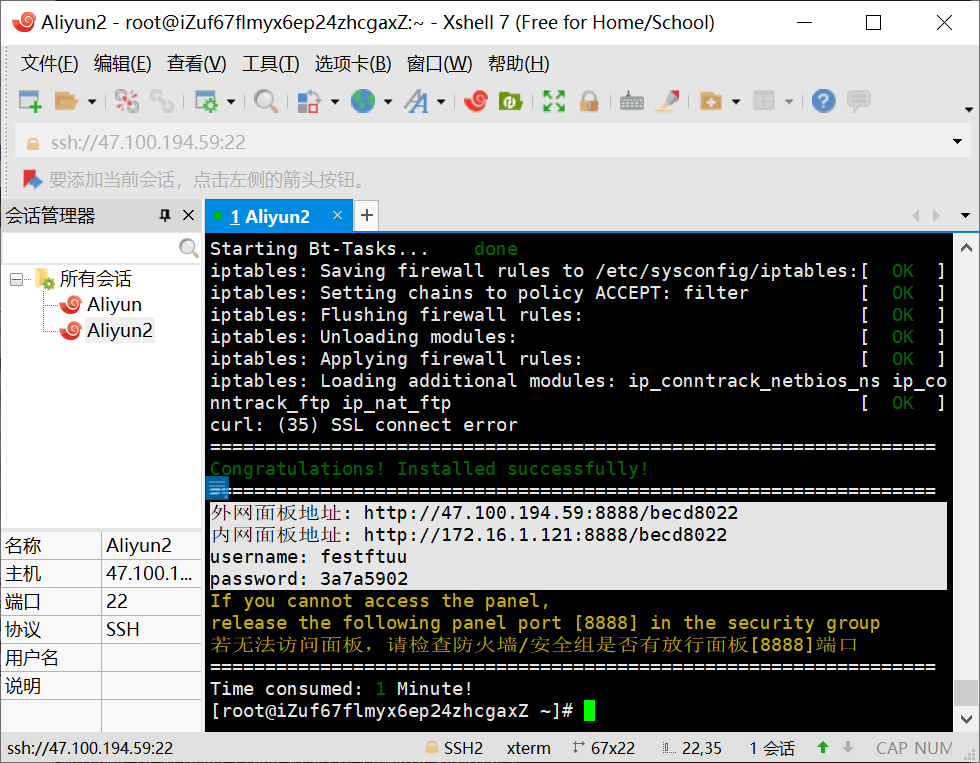 Aliyun2 - root@iZuf67flmyx6ep24zhcgaxZ:~ - Xshell 7 (Free for Home/School)
文件(F) 编辑(E) 查看(V) 工具(T) 选项卡(B) 窗口(W) 帮助(H)
ssh://47.100.194.59:22
要添加当前会话，点击左侧的箭头按钮。
会话管理器
所有会话
Aliyun
Aliyun2
名称 Aliyun2
主机 47.100.1...
端口 22
协议 SSH
用户名
说明
1 Aliyun2
Starting Bt-Tasks... done
iptables: Saving firewall rules to /etc/sysconfig/iptables:[ OK ]
iptables: Setting chains to policy ACCEPT: filter [ OK ]
iptables: Flushing firewall rules: [ OK ]
iptables: Unloading modules: [ OK ]
iptables: Applying firewall rules: [ OK ]
iptables: Loading additional modules: ip_conntrack_netbios_ns ip_co
nntrack_ftp ip_nat_ftp [ OK ]
curl: (35) SSL connect error
==================================================================
Congratulations! Installed successfully!
==================================================================
外网面板地址: http://47.100.194.59:8888/becd8022
内网面板地址: http://172.16.1.121:8888/becd8022
username: festftuu
password: 3a7a5902
If you cannot access the panel,
release the following panel port [8888] in the security group
若无法访问面板，请检查防火墙/安全组是否有放行面板[8888]端口
==================================================================
Time consumed: 1 Minute!
[root@iZuf67flmyx6ep24zhcgaxZ ~]#
ssh://47.100.194.59:22 SSH2 xterm 67x22 22,35 1 会话 CAP NUM